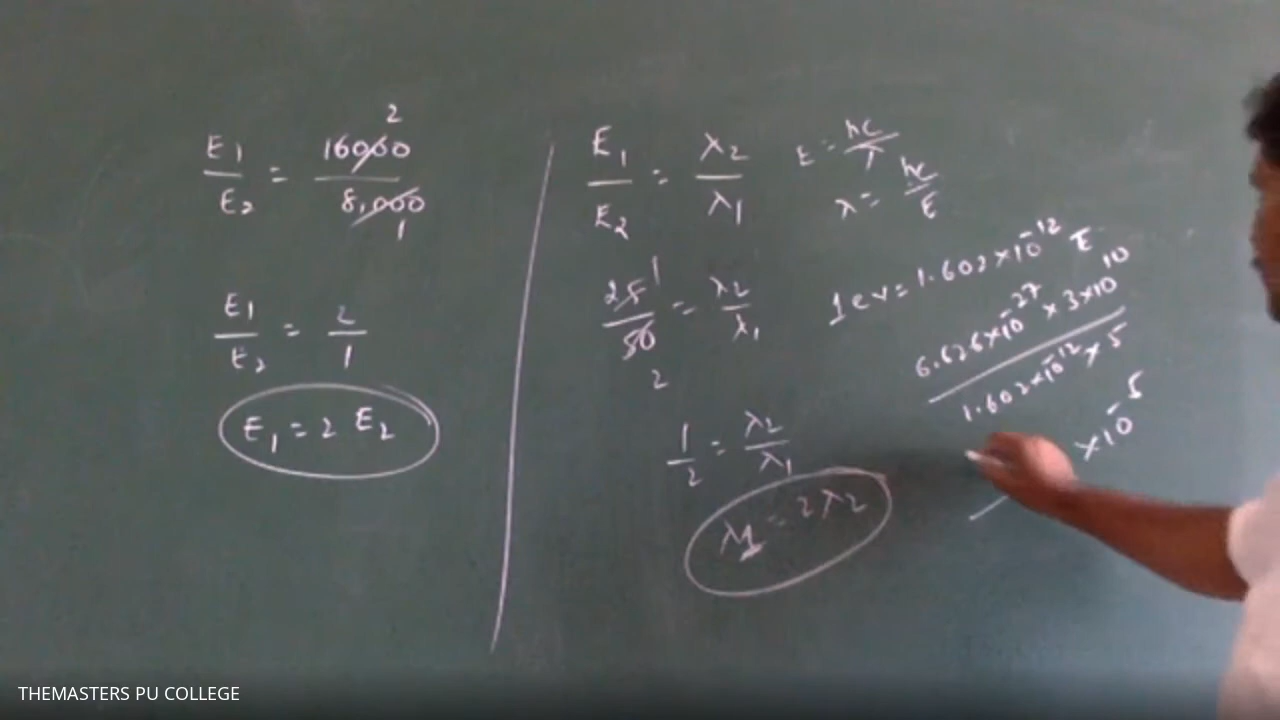 E1/E2 = 16000/8,000 2 1
E1/E2 = 2/1
E1 = 2 E2
E1/E2 = λ2/λ1
25/50 = λ2/λ1 1 2
1/2 = λ2/λ1
λ1 = 2λ2
E = hc/λ
λ = hc/E
1 ev = 1.602×10^-12 E
6.626×10^-27 × 3×10^10
1.602×10^-12 × 5
×10^-5
THEMASTERS PU COLLEGE